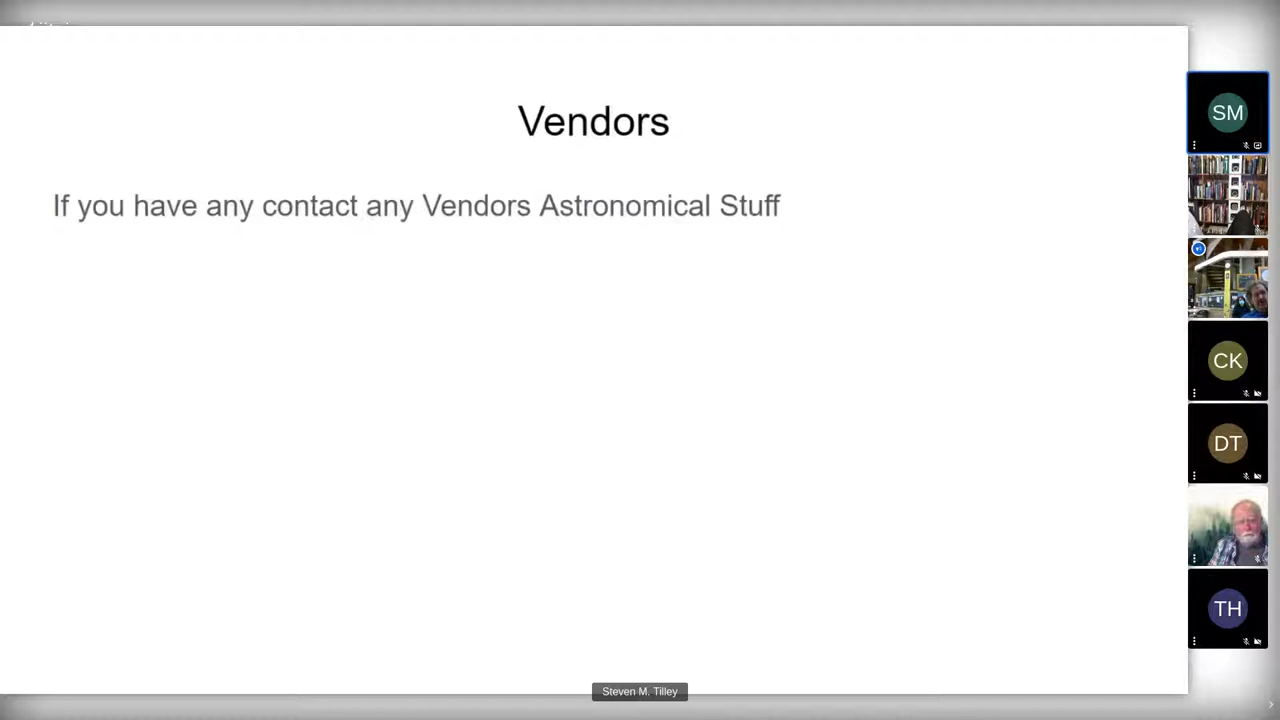 Vendors
If you have any contact any Vendors Astronomical Stuff
SM
CK
DT
TH
Steven M. Tilley